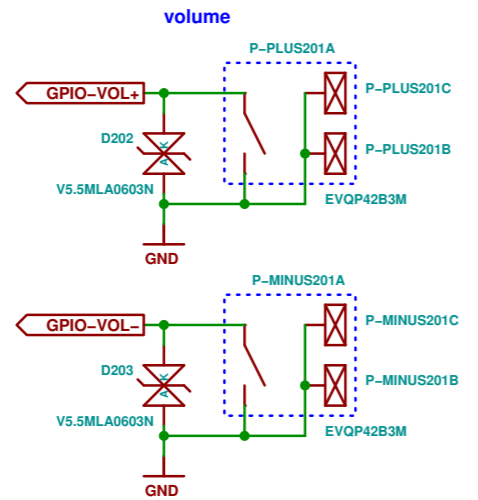 volume
P-PLUS201A
GPIO-VOL+
P-PLUS201C
D202
A K
P-PLUS201B
V5.5MLA0603N
EVQP42B3M
GND
P-MINUS201A
GPIO-VOL-
P-MINUS201C
D203
A K
P-MINUS201B
V5.5MLA0603N
EVQP42B3M
GND